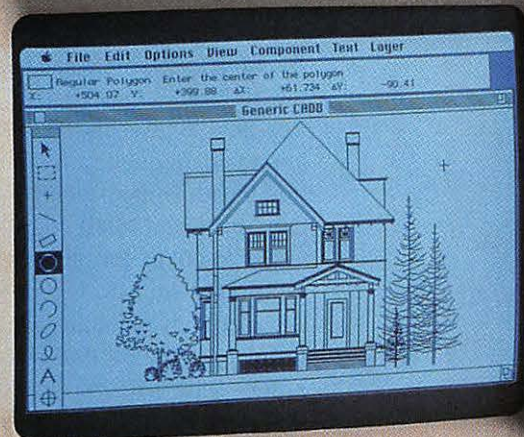 File Edit Options View Component Text Layer
Regular Polygon Enter the center of the polygon
X: +504.07 Y: +399.88 ΔX: +61.734 ΔY: -90.41
Generic CADD
A